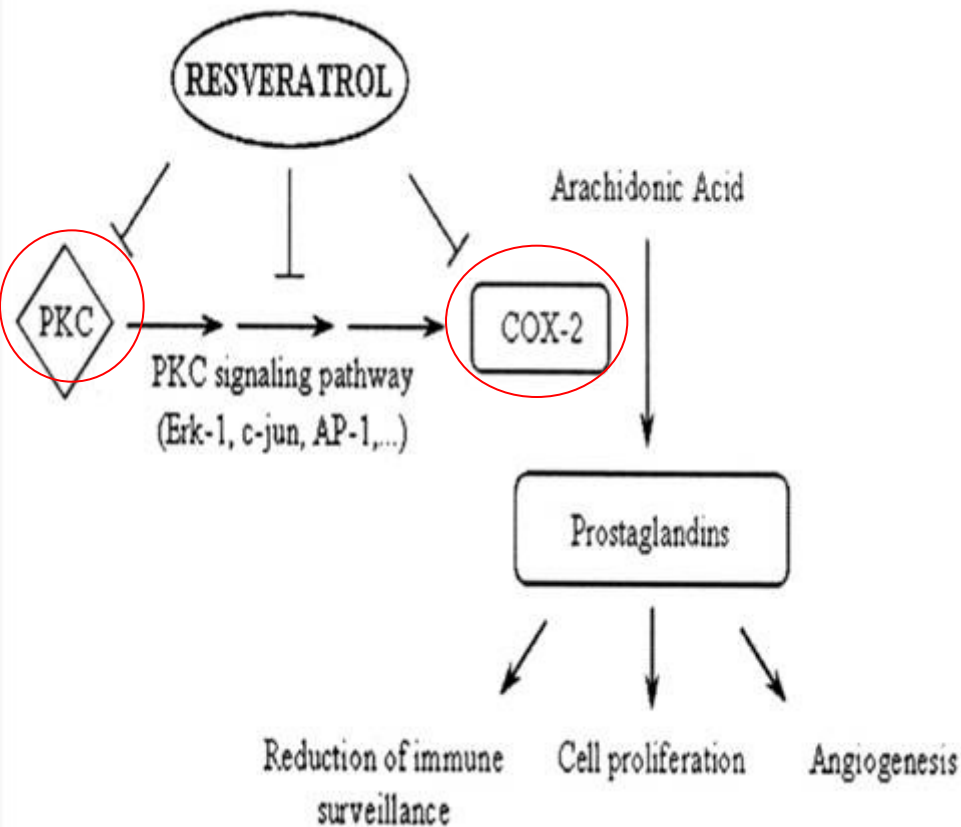 RESVERATROL
Arachidonic Acid
PKC
COX-2
PKC signaling pathway
(Erk-1, c-jun, AP-1,...)
Prostaglandins
Reduction of immune
surveillance
Cell proliferation
Angiogenesis